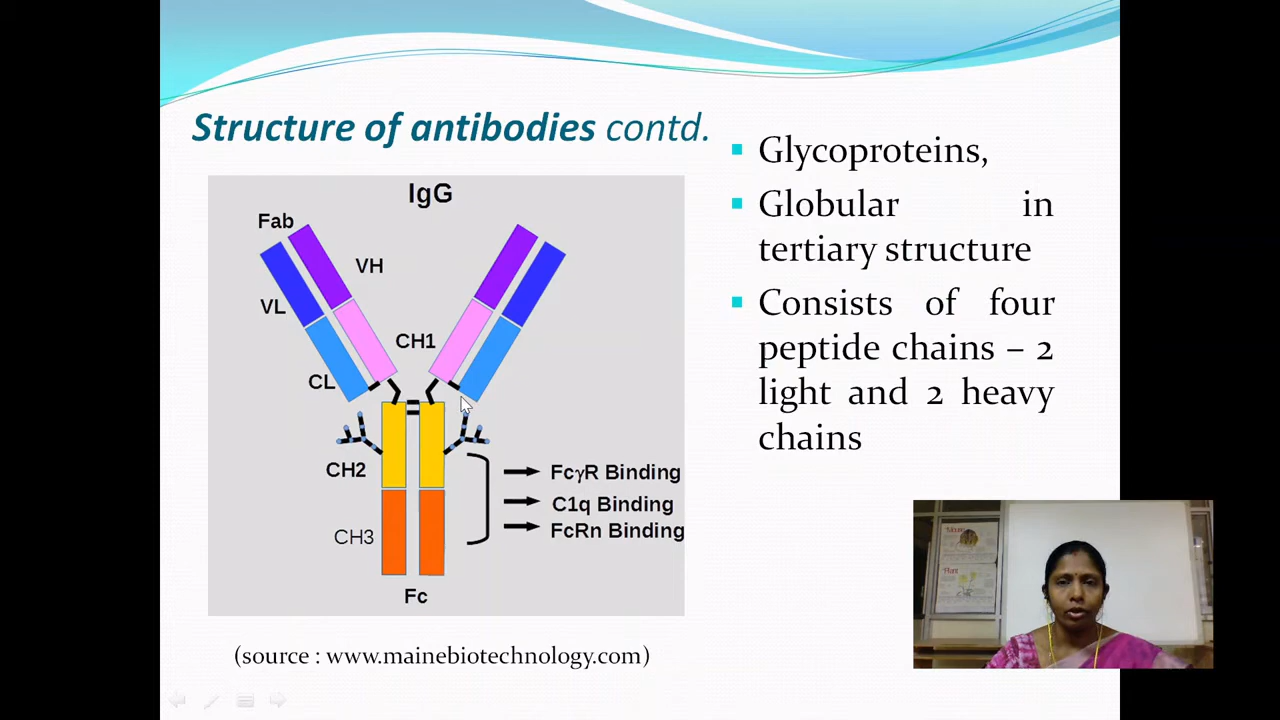 Structure of antibodies contd.
IgG
Fab
VH
VL
CH1
CL
CH2
CH3
Fc
FcγR Binding
C1q Binding
FcRn Binding
(source : www.mainebiotechnology.com)
Glycoproteins,
Globular in
tertiary structure
Consists of four
peptide chains – 2
light and 2 heavy
chains